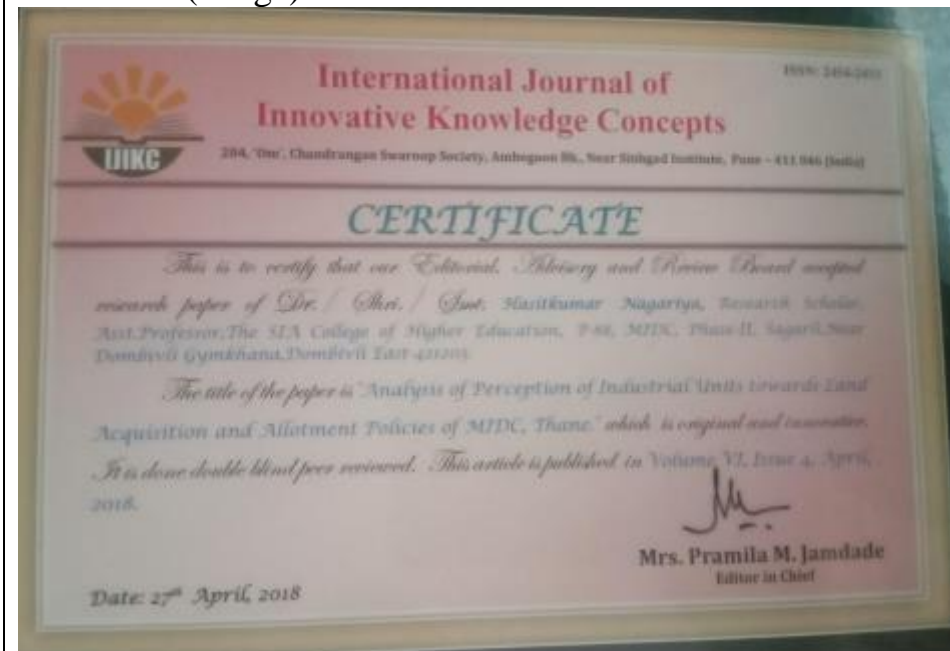 International Journal of
Innovative Knowledge Concepts
ISSN: 2454-2415
IJIKC
204, 'Om', Chandrangan Swaroop Society, Ambegaon Bk., Near Sinhgad Institute, Pune – 411 046 (India)
CERTIFICATE
This is to certify that our Editorial, Advisory and Review Board accepted
research paper of Dr. / Shri. / Smt. Haritkumar Nagariya, Research Scholar,
Asst.Professor,The SIA College of Higher Education, P-88, MIDC, Phase-II, Near
Dombivli Gymkhana,Dombivli East-421203
The title of the paper is "Analysis of Perception of Industrial Units towards Land
Acquisition and Allotment Policies of MIDC, Thane." which is original and innovative.
It is done double blind peer reviewed. This article is published in Volume VI, Issue 4, April,
2018.
Mrs. Pramila M. Jamdade
Editor in Chief
Date: 27th April, 2018